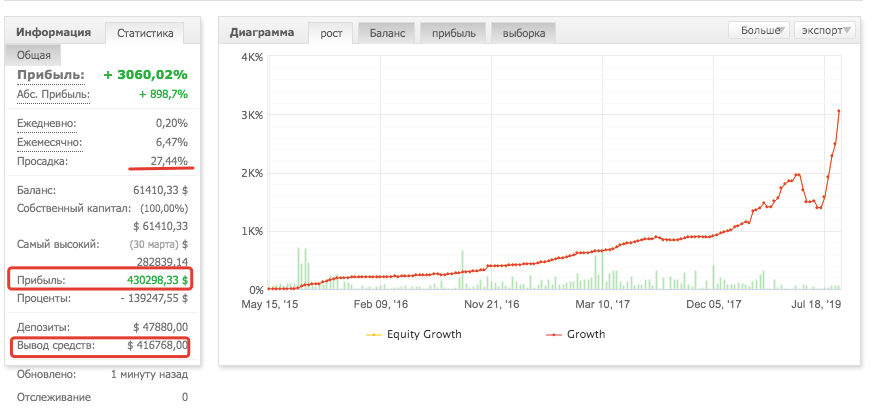 Информация
Статистика
Общая
Прибыль: + 3060,02%
Абс. Прибыль: + 898,7%
Ежедневно: 0,20%
Ежемесячно: 6,47%
Просадка: 27,44%
Баланс: 61410,33 $
Собственный капитал: (100,00%)
$ 61410,33
Самый высокий: (30 марта) $
282839,14
Прибыль: 430298,33 $
Проценты: - 139247,55 $
Депозиты: $ 47880,00
Вывод средств: $ 416768,00
Обновлено: 1 минуту назад
Отслеживание 0
Диаграмма
рост
Баланс
прибыль
выборка
Больше
экспорт
4K%
3K%
2K%
1K%
0%
May 15, '15 Feb 09, '16 Nov 21, '16 Mar 10, '17 Dec 05, '17 Jul 18, '19
Equity Growth Growth